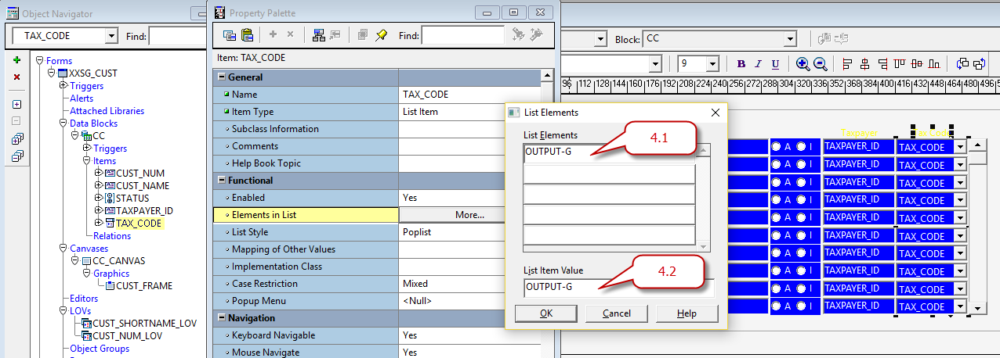 Object Navigator
TAX_CODE
Find:
Forms
XXSG_CUST
Triggers
Alerts
Attached Libraries
Data Blocks
CC
Triggers
Items
CUST_NUM
CUST_NAME
STATUS
TAXPAYER_ID
TAX_CODE
Relations
Canvases
CC_CANVAS
Graphics
CUST_FRAME
Editors
LOVs
CUST_SHORTNAME_LOV
CUST_NUM_LOV
Object Groups
Property Palette
Find:
Item: TAX_CODE
General
Name TAX_CODE
Item Type List Item
Subclass Information
Comments
Help Book Topic
Functional
Enabled Yes
Elements in List More...
List Style Poplist
Mapping of Other Values
Implementation Class
Case Restriction Mixed
Popup Menu <Null>
Navigation
Keyboard Navigable Yes
Mouse Navigate Yes
List Elements
List Elements
OUTPUT-G
4.1
List Item Value
OUTPUT-G
4.2
OK Cancel Help
Block: CC
9 B I U
96 112 128 144 160 176 192 208 224 240 256 272 288 304 320 336 352 368 384 400 416 432 448 464 480 496 5
Taxpayer Tax Code
A I TAXPAYER_ID TAX_CODE
A I TAXPAYER_ID TAX_CODE
A I TAXPAYER_ID TAX_CODE
A I TAXPAYER_ID TAX_CODE
A I TAXPAYER_ID TAX_CODE
A I TAXPAYER_ID TAX_CODE
A I TAXPAYER_ID TAX_CODE
A I TAXPAYER_ID TAX_CODE
A I TAXPAYER_ID TAX_CODE
A I TAXPAYER_ID TAX_CODE